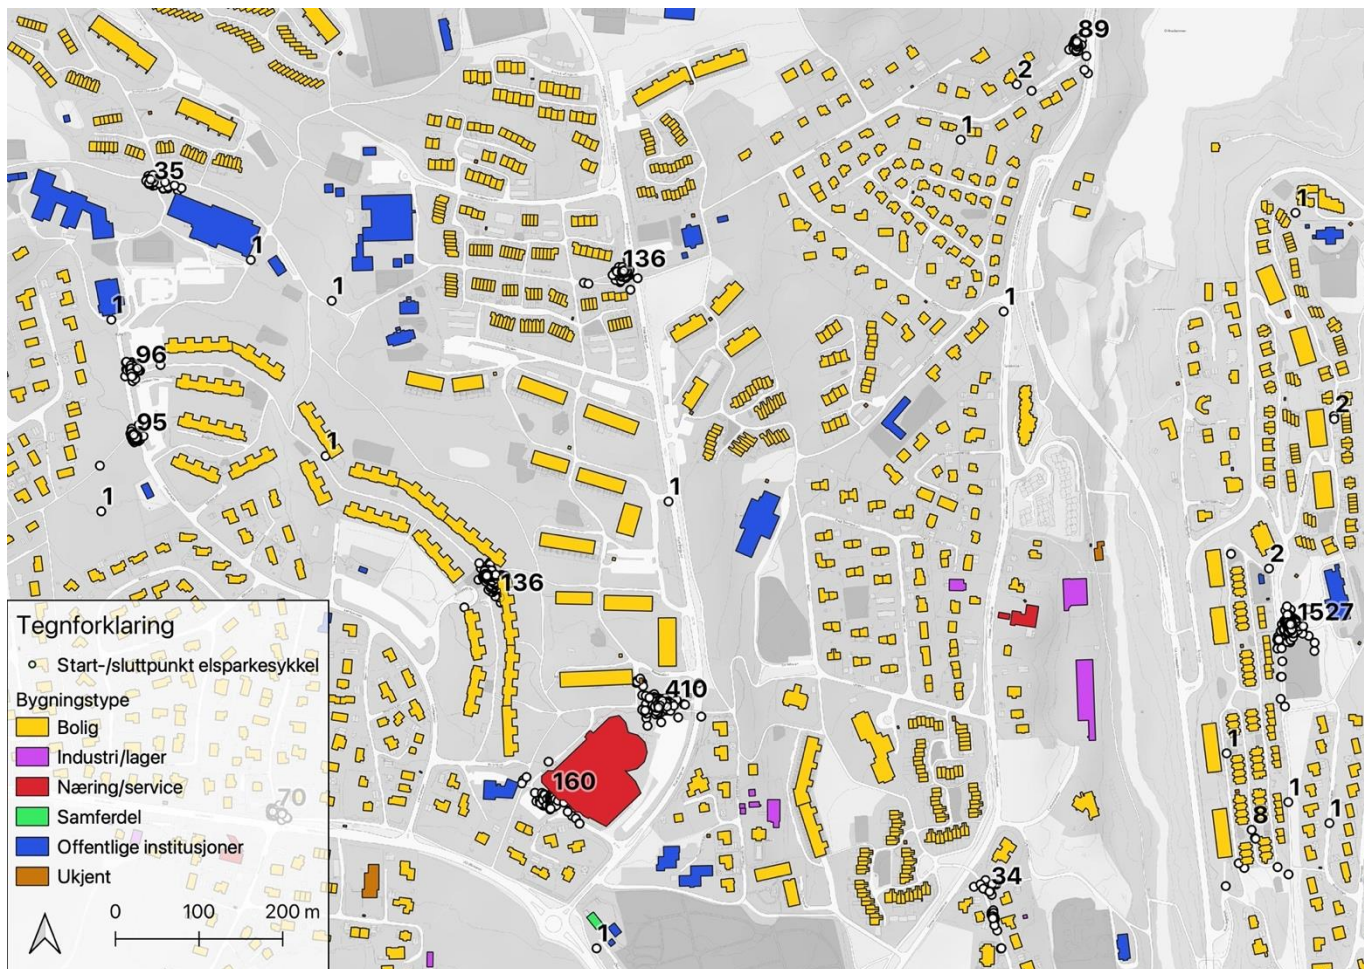 89
2
1
35
1
1
136
1
1
1
96
2
95
1
1
1
2
136
1527
410
1
160
1
1
8
34
1
70
Tegnforklaring
Start-/sluttpunkt elsparkesykkel
Bygningstype
Bolig
Industri/lager
Næring/service
Samferdel
Offentlige institusjoner
Ukjent
0 100 200 m